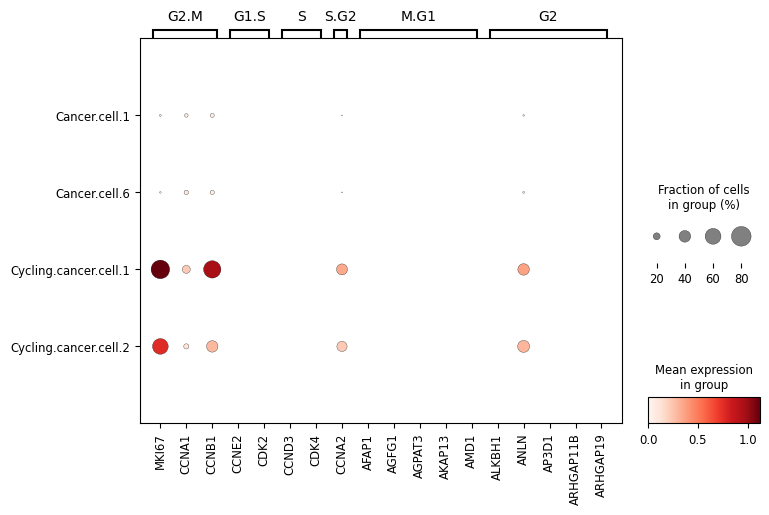 G2.M G1.S S S.G2 M.G1 G2
Cancer.cell.1
Cancer.cell.6
Cycling.cancer.cell.1
Cycling.cancer.cell.2
MKI67 CCNA1 CCNB1 CCNE2 CDK2 CCND3 CDK4 CCNA2 AFAP1 AGFG1 AGPAT3 AKAP13 AMD1 ALKBH1 ANLN AP3D1 ARHGAP11B ARHGAP19
Fraction of cells
in group (%)
20 40 60 80
Mean expression
in group
0.0 0.5 1.0